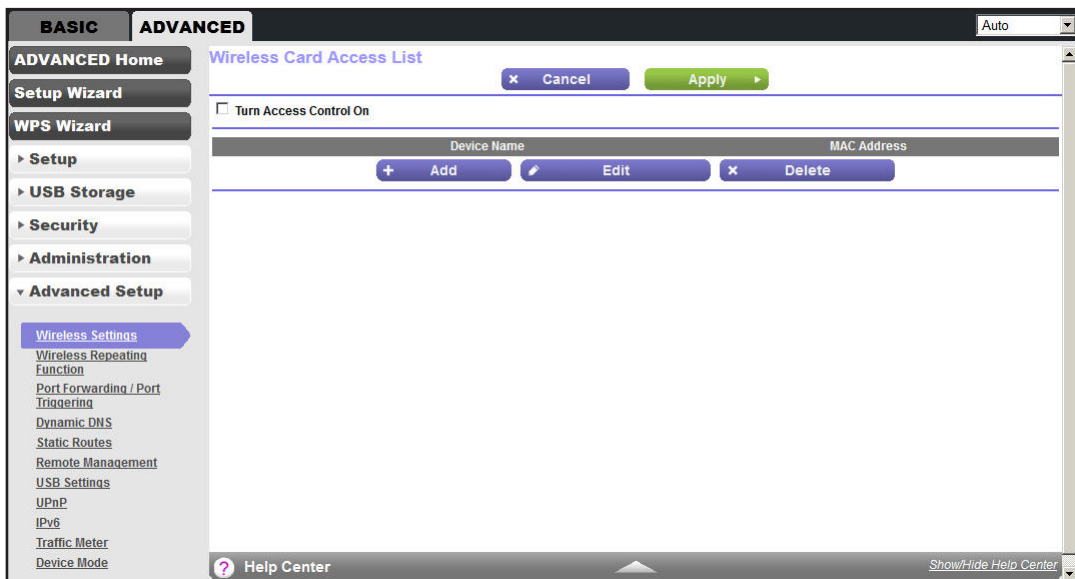 BASIC
ADVANCED
Auto
ADVANCED Home
Setup Wizard
WPS Wizard
Setup
USB Storage
Security
Administration
Advanced Setup
Wireless Settings
Wireless Repeating
Function
Port Forwarding / Port
Triggering
Dynamic DNS
Static Routes
Remote Management
USB Settings
UPnP
IPv6
Traffic Meter
Device Mode
Wireless Card Access List
Cancel
Apply
Turn Access Control On
Device Name
MAC Address
Add
Edit
Delete
Help Center
Show/Hide Help Center